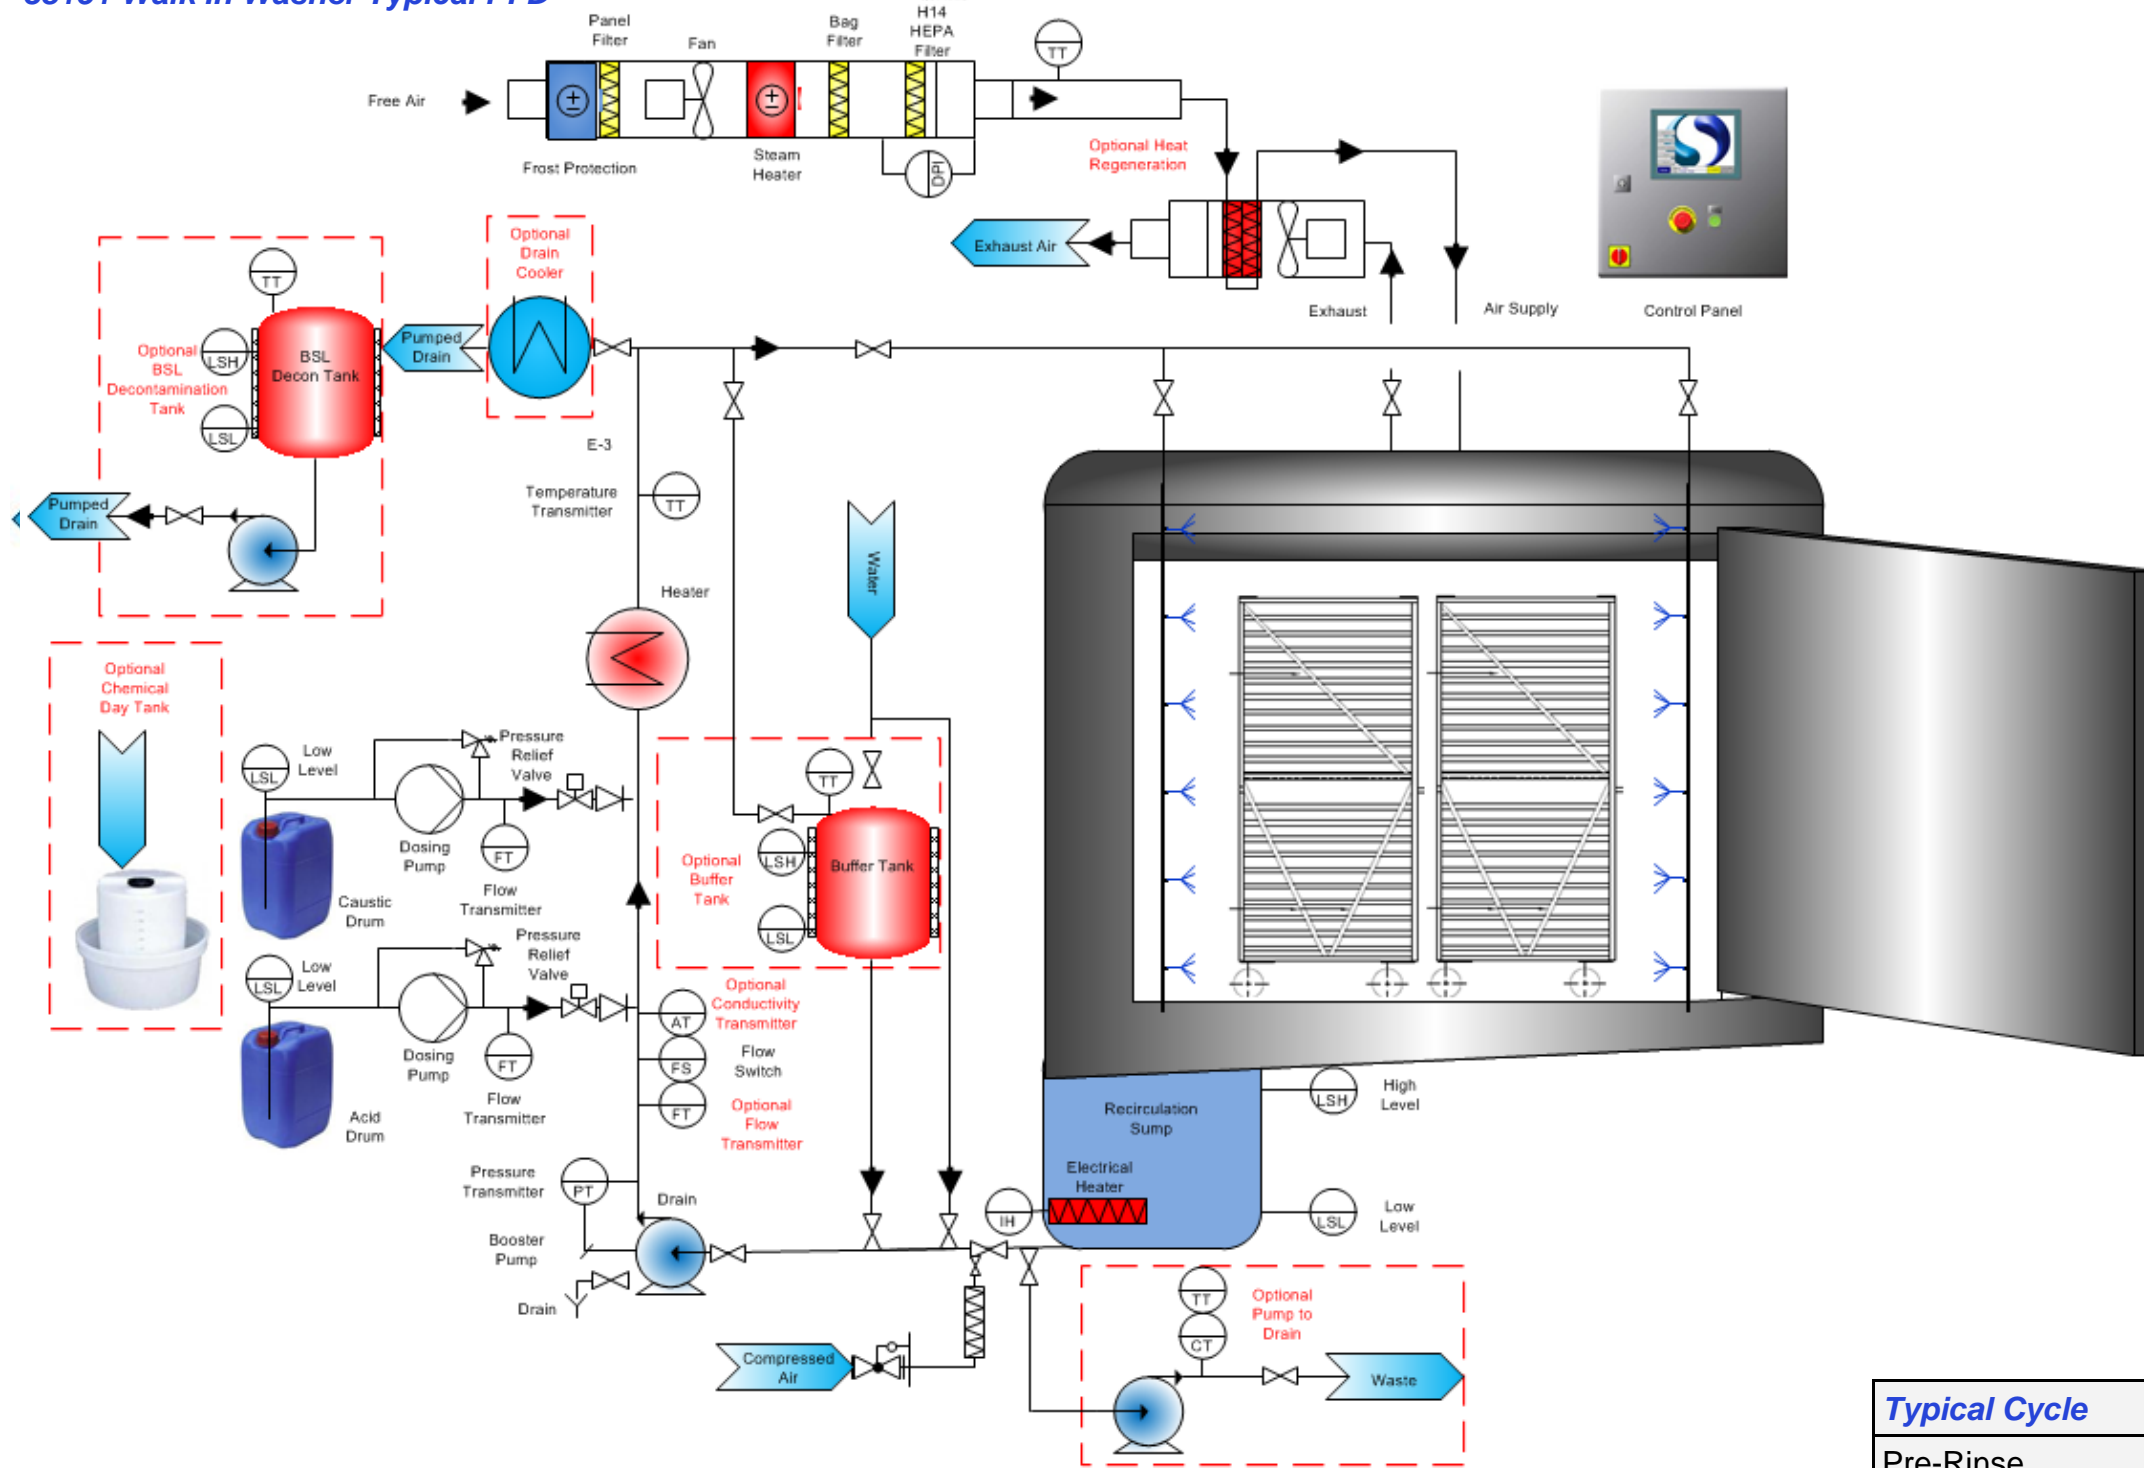 Walk in Washer Typical
Panel
Filter
Fan
Bag
Filter
H14
HEPA
Filter
TT
Free Air
Frost Protection
Steam
Heater
DPI
Optional Heat
Regeneration
Exhaust Air
Exhaust
Air Supply
Control Panel
Optional
Drain
Cooler
TT
Optional
BSL
Decontamination
Tank
LSH
LSL
BSL
Decon Tank
Pumped
Drain
Pumped
Drain
E-3
Temperature
Transmitter
TT
Water
Heater
Optional
Chemical
Day Tank
LSL
Low
Level
Pressure
Relief
Valve
Dosing
Pump
FT
Flow
Transmitter
Caustic
Drum
LSL
Low
Level
Pressure
Relief
Valve
Dosing
Pump
FT
Flow
Transmitter
Acid
Drum
TT
LSH
LSL
Optional
Buffer
Tank
Buffer Tank
AT
Optional
Conductivity
Transmitter
FS
Flow
Switch
FT
Optional
Flow
Transmitter
Pressure
Transmitter
PT
Drain
Booster
Pump
Drain
Recirculation
Sump
Electrical
Heater
IH
LSH
High
Level
LSL
Low
Level
Compressed
Air
TT
CT
Optional
Pump to
Drain
Waste
Typical Cycle
Pre-Rinse